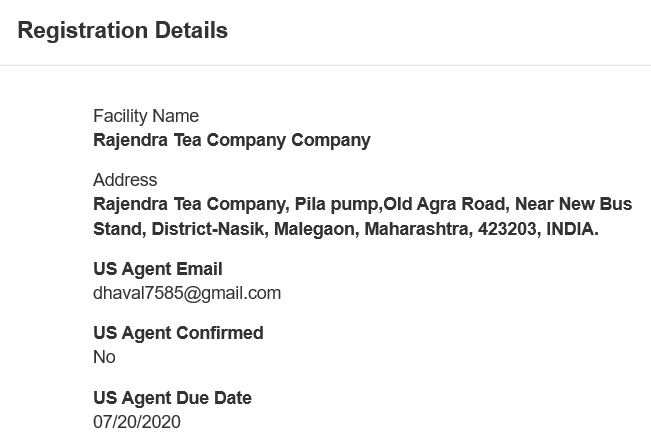 Registration Details
Facility Name
Rajendra Tea Company Company
Address
Rajendra Tea Company, Pila pump,Old Agra Road, Near New Bus
Stand, District-Nasik, Malegaon, Maharashtra, 423203, INDIA.
US Agent Email
dhaval7585@gmail.com
US Agent Confirmed
No
US Agent Due Date
07/20/2020